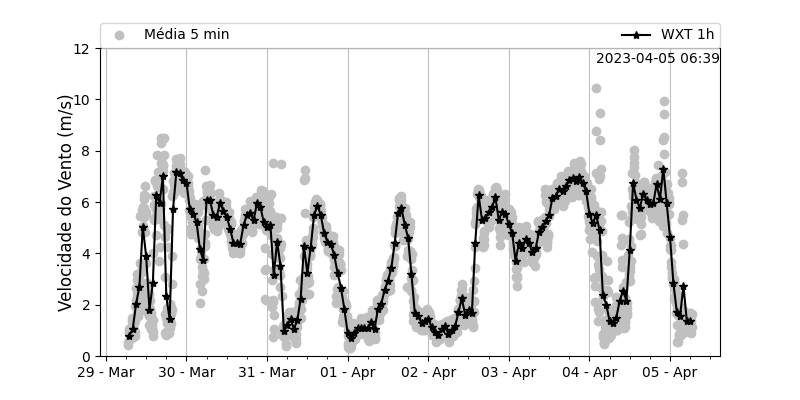 Média 5 min
WXT 1h
2023-04-05 06:39
Velocidade do Vento (m/s)
12
10
8
6
4
2
0
29 - Mar
30 - Mar
31 - Mar
01 - Apr
02 - Apr
03 - Apr
04 - Apr
05 - Apr